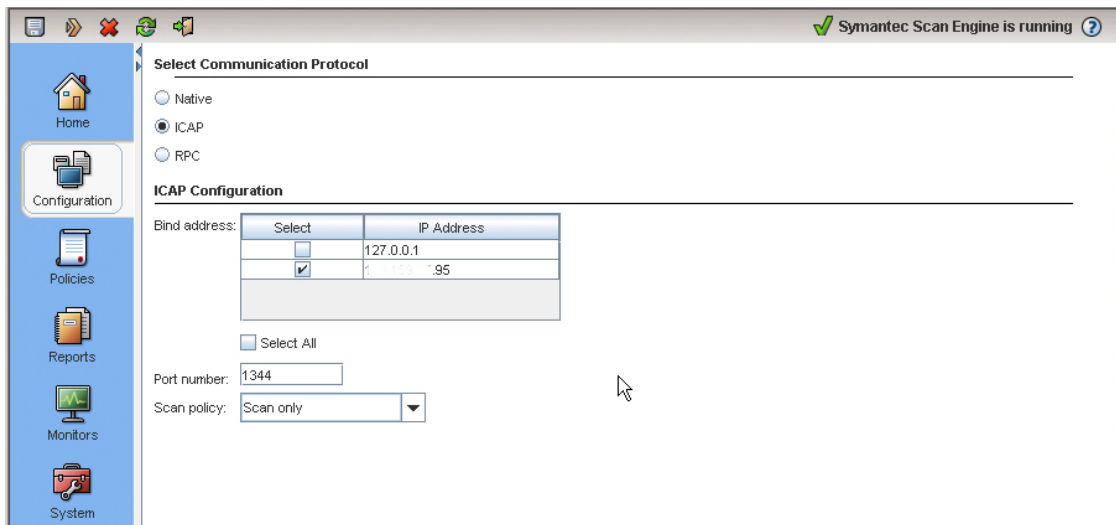 Symantec Scan Engine is running
Select Communication Protocol
Native
ICAP
RPC
ICAP Configuration
Bind address:
Select IP Address
127.0.0.1
.95
Select All
Port number: 1344
Scan policy: Scan only
Home
Configuration
Policies
Reports
Monitors
System